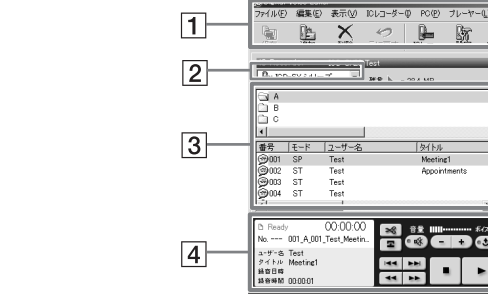 1
ファイル(F) 編集(E) 表示(V) ICレコーダー(I) PC(P) プレーヤー(L)
2
Test
3
A
B
C
番号 モード ユーザー名 タイトル
001 SP Test Meeting1
002 ST Test Appointments
003 ST Test
004 ST Test
4
Ready 00:00:00
No. --- 001_A_001_Test_Meetin...
音量
ユーザー名 Test
タイトル Meeting1
録音日時
録音時間 00:00:01